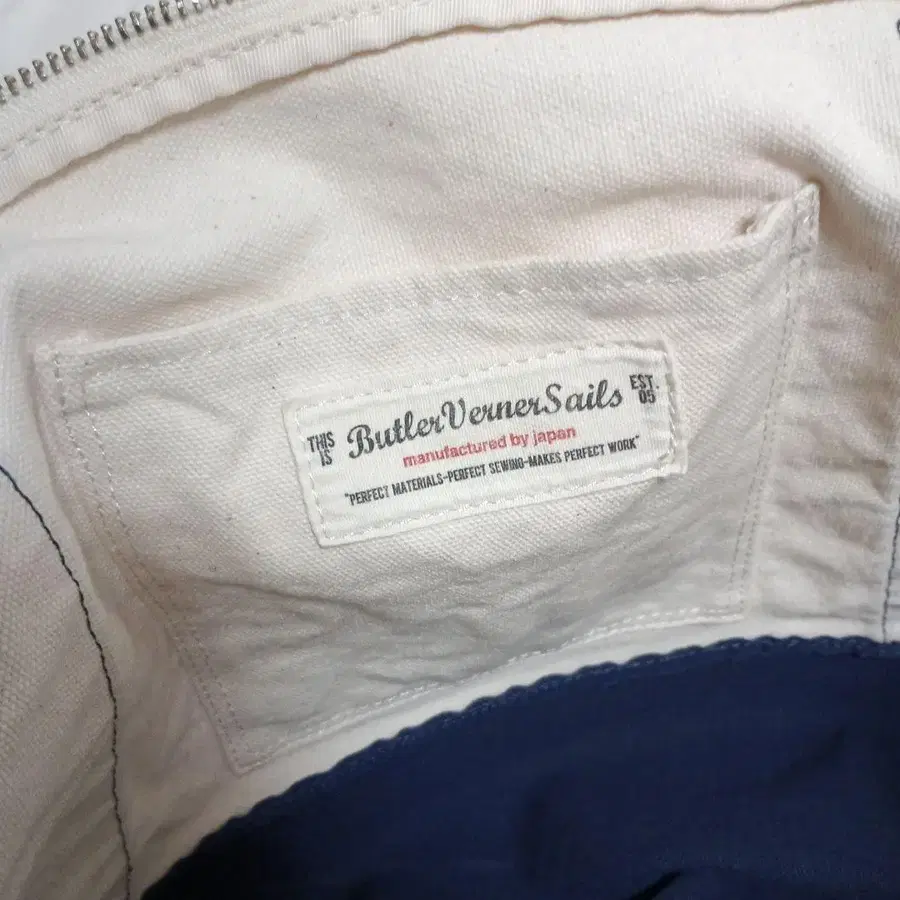 THIS IS
ButlerVernerSails
EST. 05
manufactured by japan
"PERFECT MATERIALS-PERFECT SEWING-MAKES PERFECT WORK"